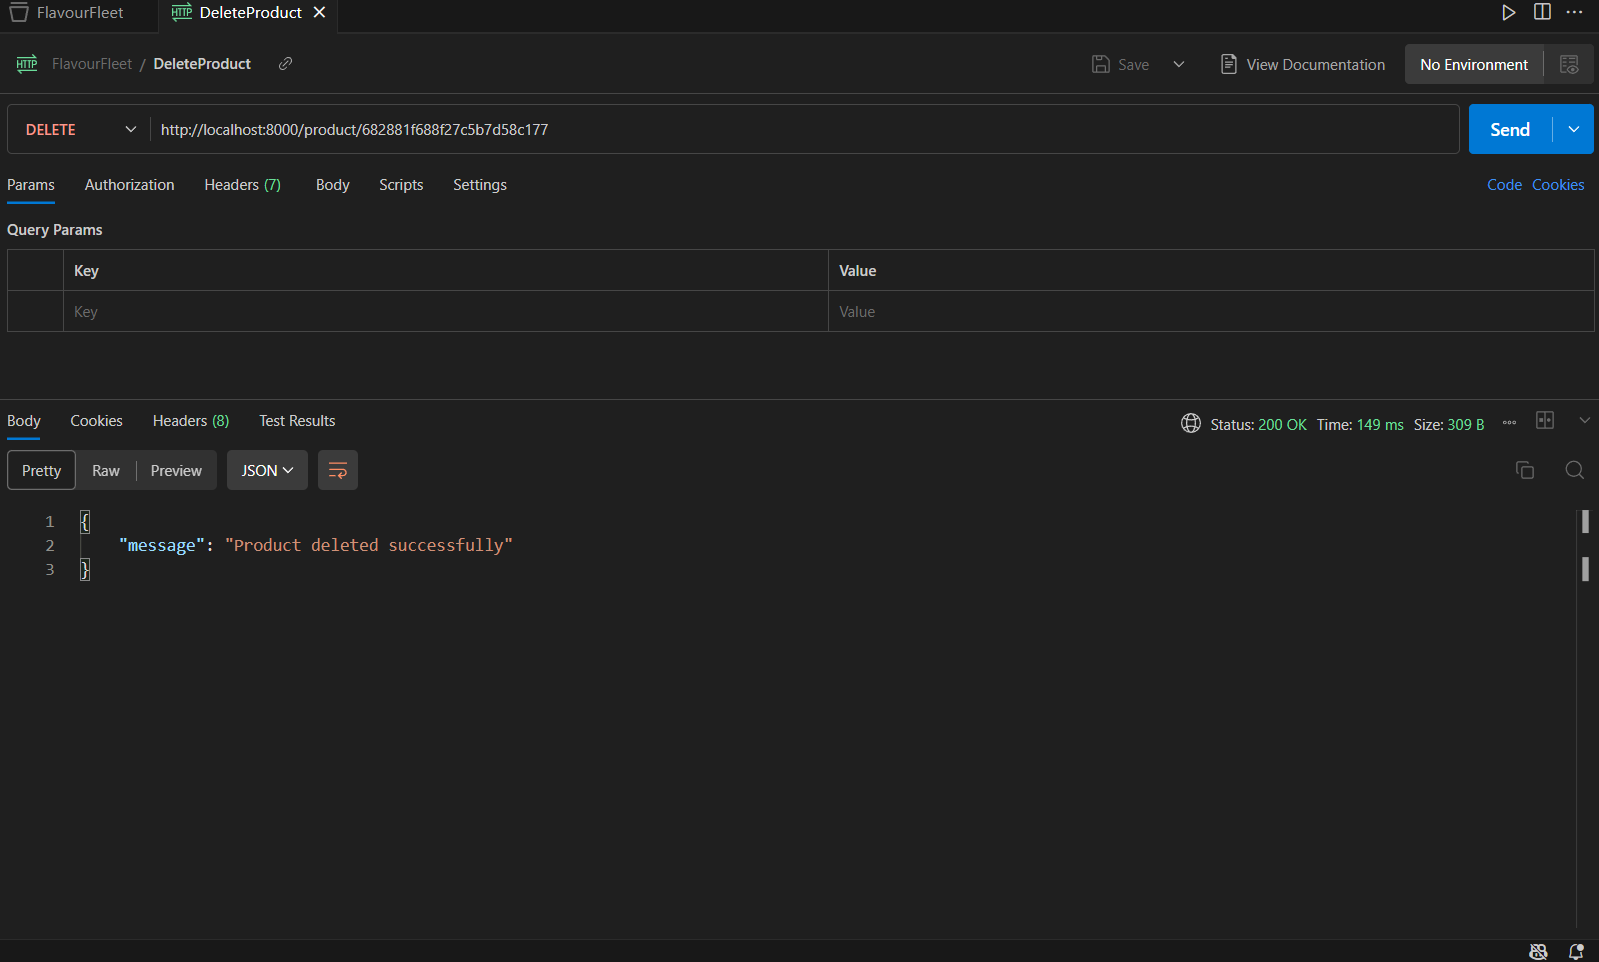 FlavourFleet HTTP DeleteProduct
HTTP FlavourFleet / DeleteProduct Save View Documentation No Environment
DELETE http://localhost:8000/product/682881f688f27c5b7d58c177 Send
Params Authorization Headers (7) Body Scripts Settings Code Cookies
Query Params
Key Value
Key Value
Body Cookies Headers (8) Test Results Status: 200 OK Time: 149 ms Size: 309 B
Pretty Raw Preview JSON
1 {
2 "message": "Product deleted successfully"
3 }